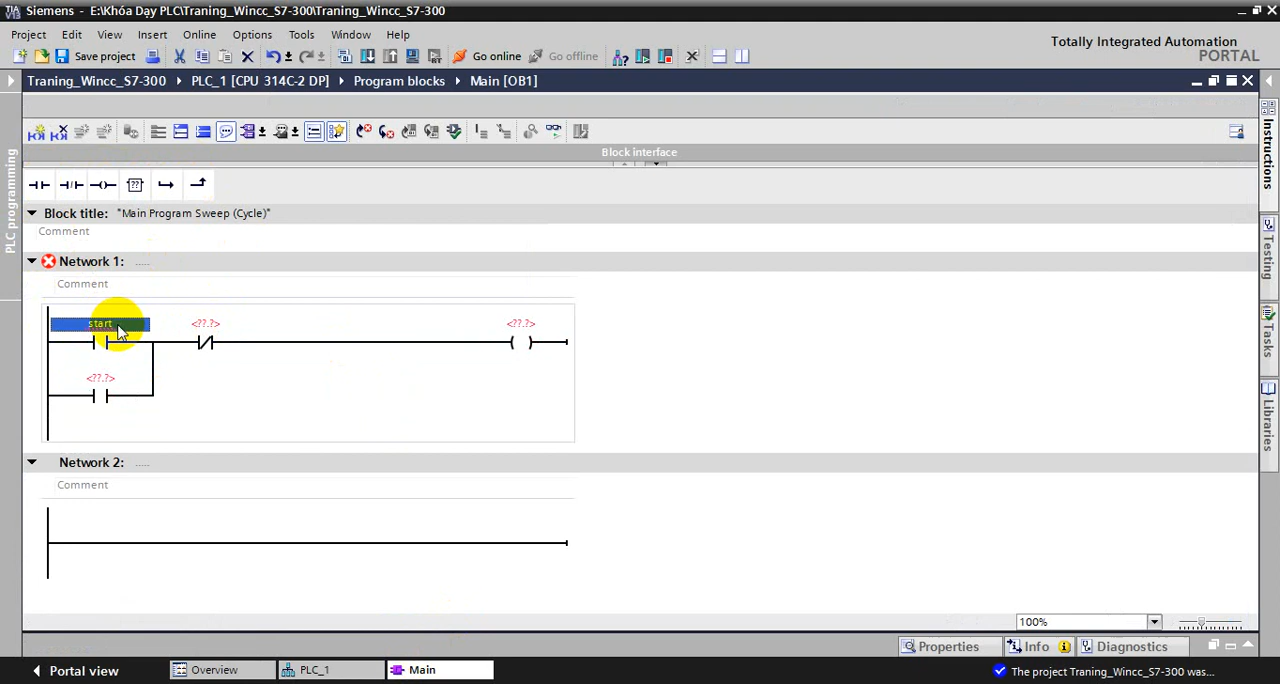 TIA
V13
Siemens - E:\Khóa Dạy PLC\Traning_Wincc_S7-300\Traning_Wincc_S7-300
Project Edit View Insert Online Options Tools Window Help
Save project Go online Go offline
Totally Integrated Automation
PORTAL
Traning_Wincc_S7-300 PLC_1 [CPU 314C-2 DP] Program blocks Main [OB1]
PLC programming
Block interface
??
Block title: "Main Program Sweep (Cycle)"
Comment
Network 1: .....
Comment
start <??.?> <??.?>
<??.?>
Network 2: .....
Comment
100%
Properties Info Diagnostics
Portal view Overview PLC_1 Main The project Traning_Wincc_S7-300 was...
Instructions
Testing
Tasks
Libraries